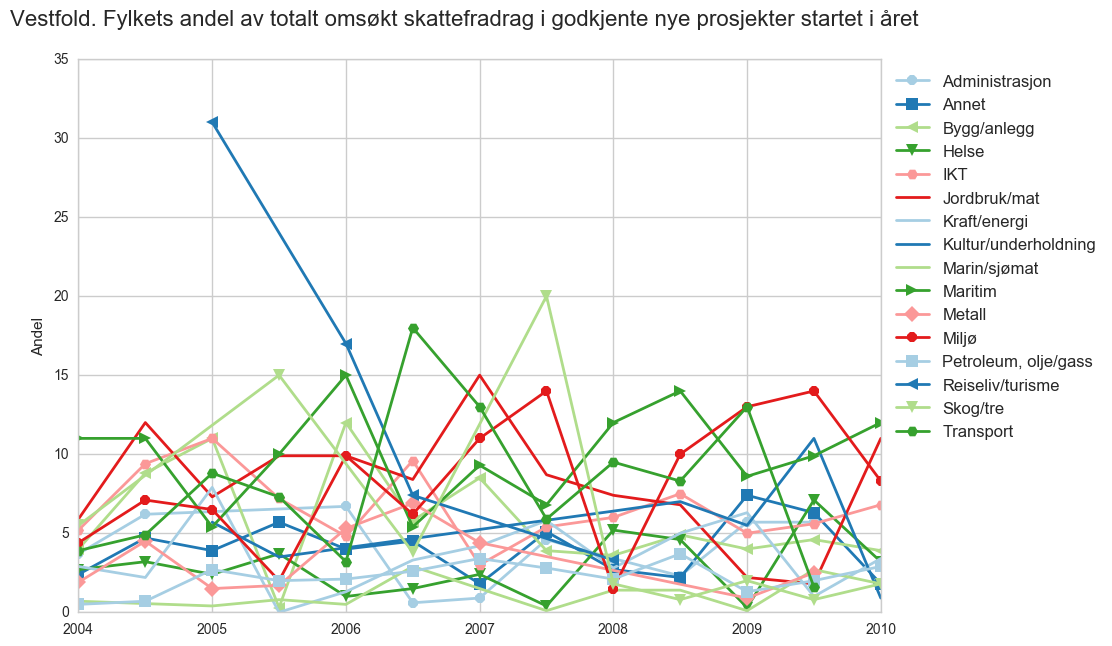 Vestfold. Fylkets andel av totalt omsøkt skattefradrag i godkjente nye prosjekter startet i året
35
30
25
20
15
10
5
0
Andel
2004
2005
2006
2007
2008
2009
2010
Administrasjon
Annet
Bygg/anlegg
Helse
IKT
Jordbruk/mat
Kraft/energi
Kultur/underholdning
Marin/sjømat
Maritim
Metall
Miljø
Petroleum, olje/gass
Reiseliv/turisme
Skog/tre
Transport